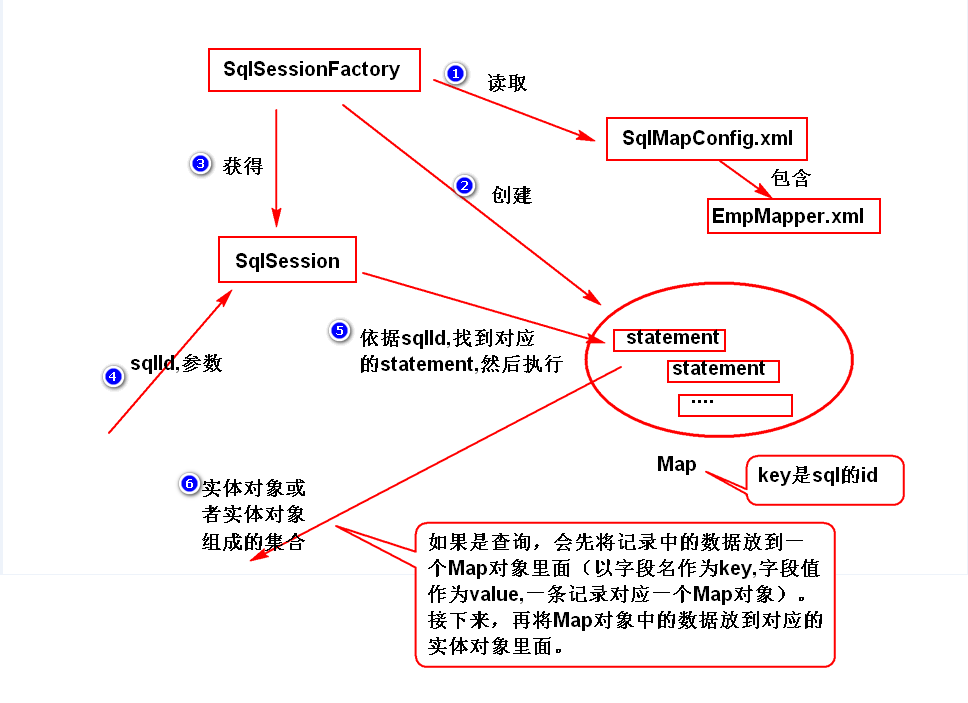 SqlSessionFactory
1 读取
SqlMapConfig.xml
包含
EmpMapper.xml
3 获得
2 创建
SqlSession
5 依据sqlId,找到对应
的statement,然后执行
statement
statement
....
4 sqlId,参数
Map
key是sql的id
6 实体对象或
者实体对象
组成的集合
如果是查询，会先将记录中的数据放到一
个Map对象里面（以字段名作为key,字段值
作为value,一条记录对应一个Map对象）。
接下来，再将Map对象中的数据放到对应的
实体对象里面。